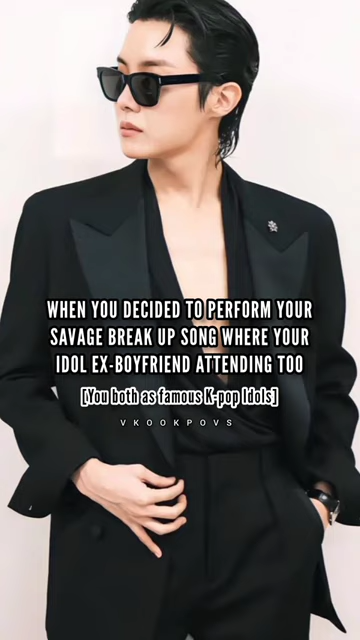 WHEN YOU DECIDED TO PERFORM YOUR
SAVAGE BREAK UP SONG WHERE YOUR
IDOL EX-BOYFRIEND ATTENDING TOO
[You both as famous K-pop Idols]
VKOOKPOVS